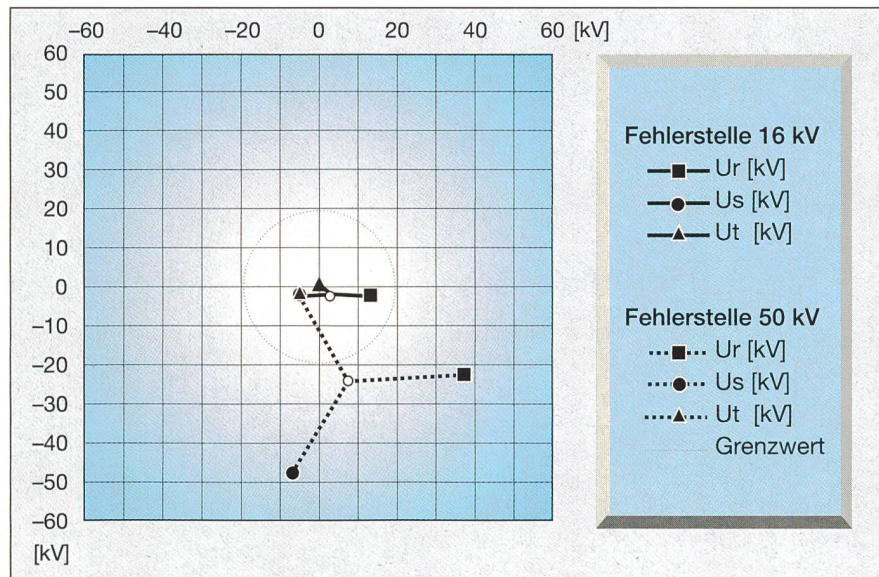 –60 –40 –20 0 20 40 60 [kV]
60
50
40
30
20
10
0
–10
–20
–30
–40
–50
–60
[kV]
Fehlerstelle 16 kV
Ur [kV]
Us [kV]
Ut [kV]
Fehlerstelle 50 kV
Ur [kV]
Us [kV]
Ut [kV]
Grenzwert